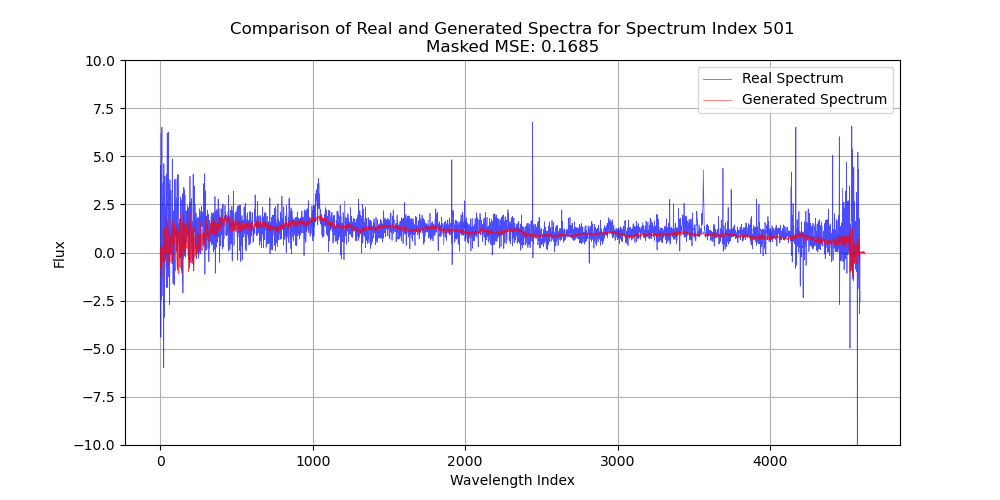 Comparison of Real and Generated Spectra for Spectrum Index 501
Masked MSE: 0.1685
Real Spectrum
Generated Spectrum
10.0
7.5
5.0
2.5
0.0
−2.5
−5.0
−7.5
−10.0
Flux
0 1000 2000 3000 4000
Wavelength Index